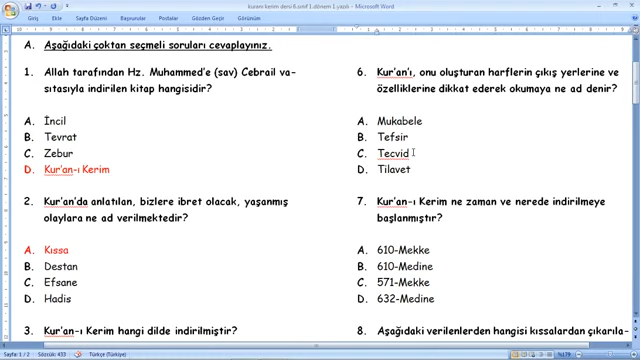 kuranı kerim dersi 6.sınıf 1.dönem 1.yazılı - Microsoft Word
Giriş Ekle Sayfa Düzeni Başvurular Postalar Gözden Geçir Görünüm
A. Aşağıdaki çoktan seçmeli soruları cevaplayınız.
1. Allah tarafından Hz. Muhammed’e (sav) Cebrail va-
sıtasıyla indirilen kitap hangisidir?
A. İncil
B. Tevrat
C. Zebur
D. Kur’an-ı Kerim
2. Kur’an’da anlatılan, bizlere ibret olacak, yaşanmış
olaylara ne ad verilmektedir?
A. Kıssa
B. Destan
C. Efsane
D. Hadis
3. Kur’an-ı Kerim hangi dilde indirilmiştir?
6. Kur’an’ı, onu oluşturan harflerin çıkış yerlerine ve
özelliklerine dikkat ederek okumaya ne ad denir?
A. Mukabele
B. Tefsir
C. Tecvid
D. Tilavet
7. Kur’an-ı Kerim ne zaman ve nerede indirilmeye
başlanmıştır?
A. 610-Mekke
B. 610-Medine
C. 571-Mekke
D. 632-Medine
8. Aşağıdaki verilenlerden hangisi kıssalardan çıkarıla-
Sayfa: 1 / 2 Sözcük: 433 Türkçe (Türkiye) %179